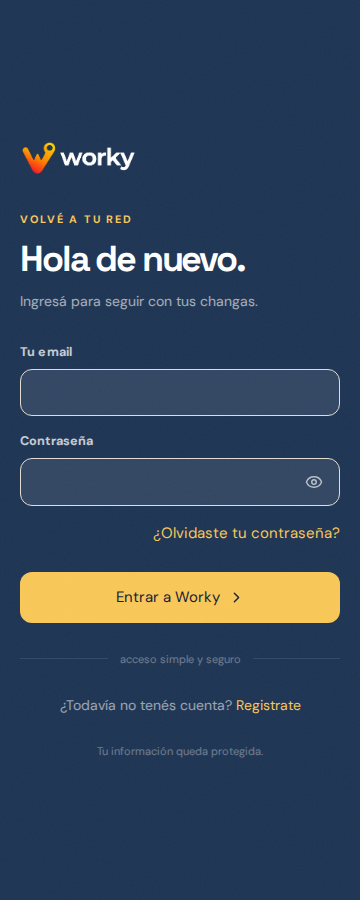 worky
VOLVÉ A TU RED
Hola de nuevo.
Ingresá para seguir con tus changas.
Tu email
Contraseña
¿Olvidaste tu contraseña?
Entrar a Worky
acceso simple y seguro
¿Todavía no tenés cuenta? Registrate
Tu información queda protegida.